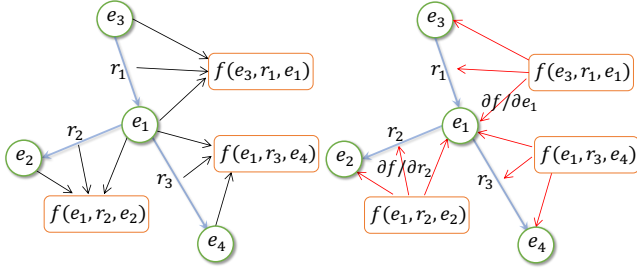 e₃
r₁
f(e₃, r₁, e₁)
e₁
r₂
e₂
f(e₁, r₃, e₄)
r₃
f(e₁, r₂, e₂)
e₄
e₃
r₁
f(e₃, r₁, e₁)
∂f/∂e₁
e₁
r₂
e₂
∂f/∂r₂
f(e₁, r₃, e₄)
r₃
f(e₁, r₂, e₂)
e₄